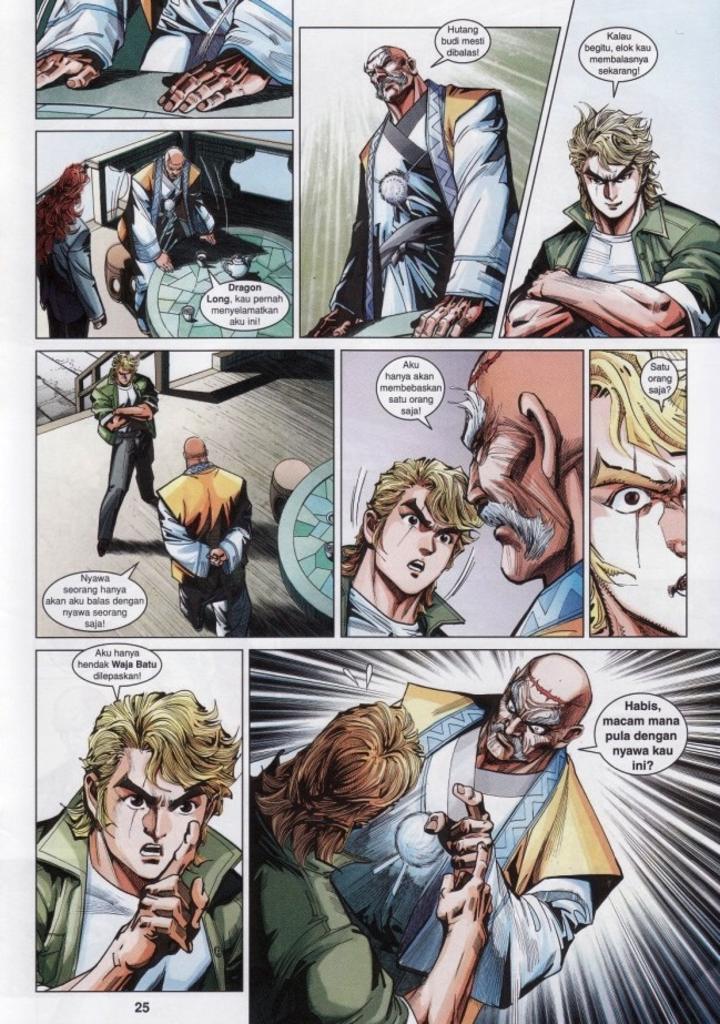 Dragon
Long, kau pernah
menyelamatkan
aku ini!
Hutang
budi mesti
dibalas!
Kalau
begitu, elok kau
membalasnya
sekarang!
Nyawa
seorang hanya
akan aku balas dengan
nyawa seorang
saja!
Aku
hanya akan
membebaskan
satu orang
saja!
Satu
orang
saja?
Aku hanya
hendak Waja Batu
dilepaskan!
Habis,
macam mana
pula dengan
nyawa kau
ini?
25